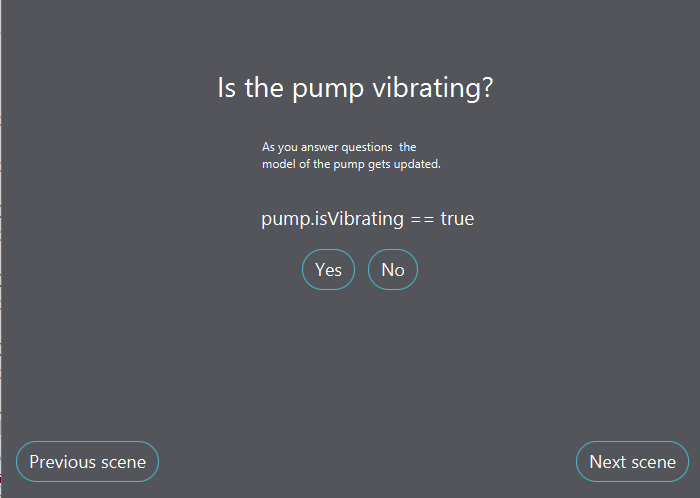 Is the pump vibrating?
As you answer questions  the
model of the pump gets updated.
pump.isVibrating == true
Yes
No
Previous scene
Next scene